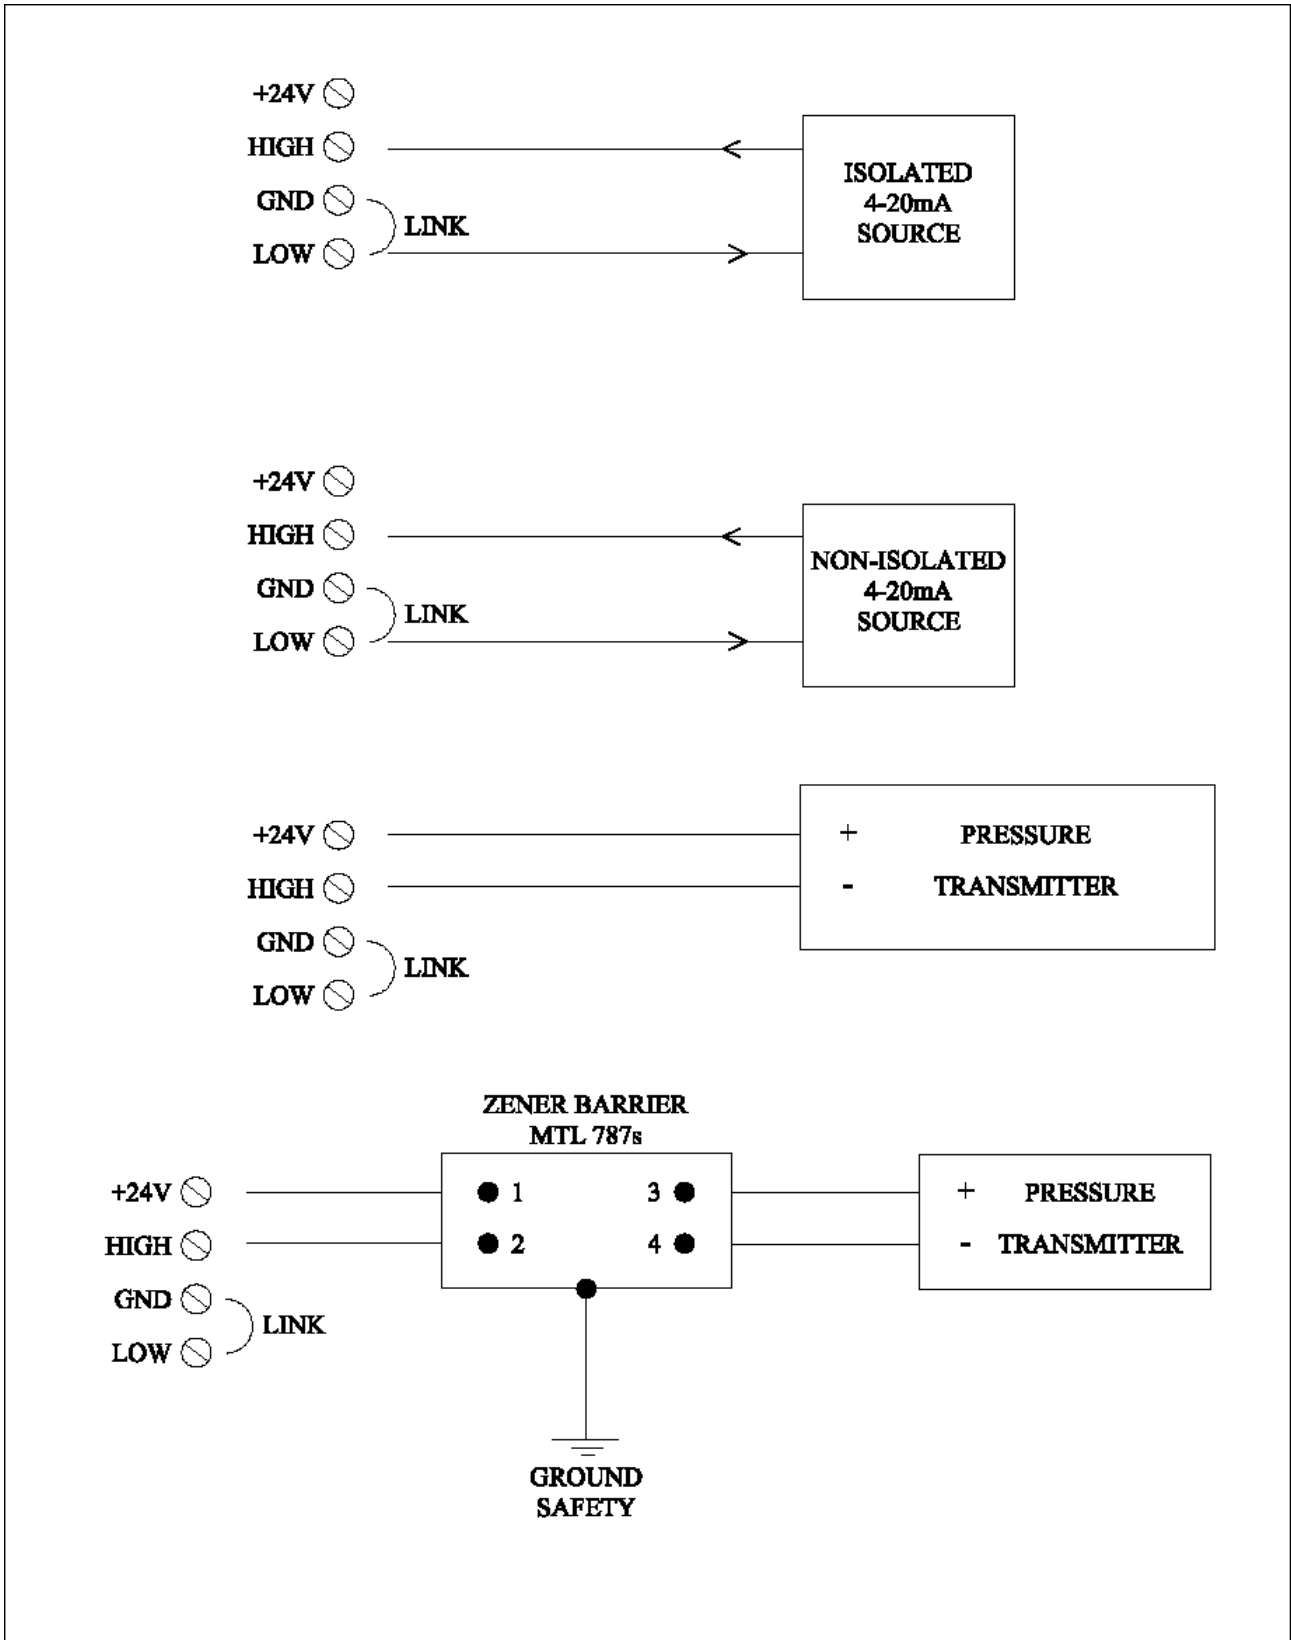 +24V
HIGH
GND
LINK
LOW
ISOLATED
4-20mA
SOURCE
+24V
HIGH
GND
LINK
LOW
NON-ISOLATED
4-20mA
SOURCE
+24V
HIGH
GND
LINK
LOW
+ PRESSURE
- TRANSMITTER
ZENER BARRIER
MTL 787s
+24V
HIGH
GND
LINK
LOW
1 3
2 4
+ PRESSURE
- TRANSMITTER
GROUND
SAFETY